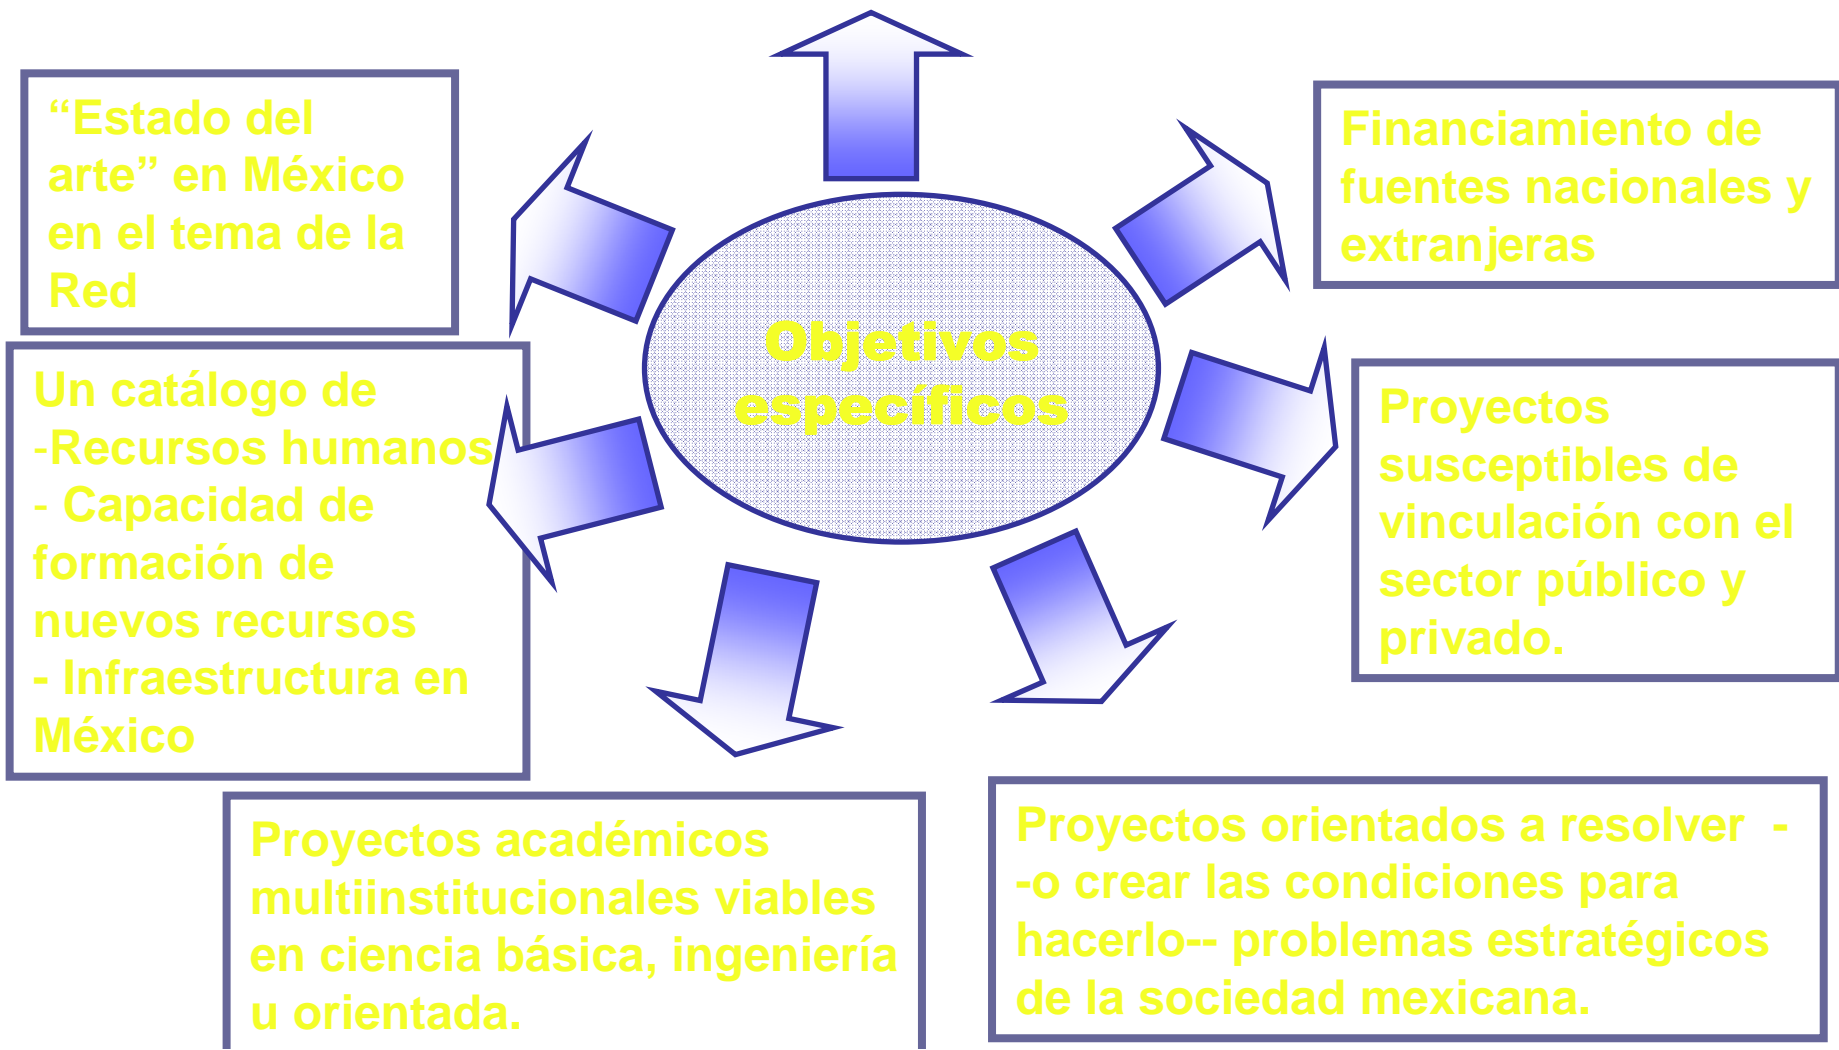 “Estado del
arte” en México
en el tema de la
Red
Un catálogo de
-Recursos humanos
- Capacidad de
formación de
nuevos recursos
- Infraestructura en
México
Proyectos académicos
multiinstitucionales viables
en ciencia básica, ingeniería
u orientada.
Objetivos
específicos
Financiamiento de
fuentes nacionales y
extranjeras
Proyectos
susceptibles de
vinculación con el
sector público y
privado.
Proyectos orientados a resolver -
-o crear las condiciones para
hacerlo-- problemas estratégicos
de la sociedad mexicana.